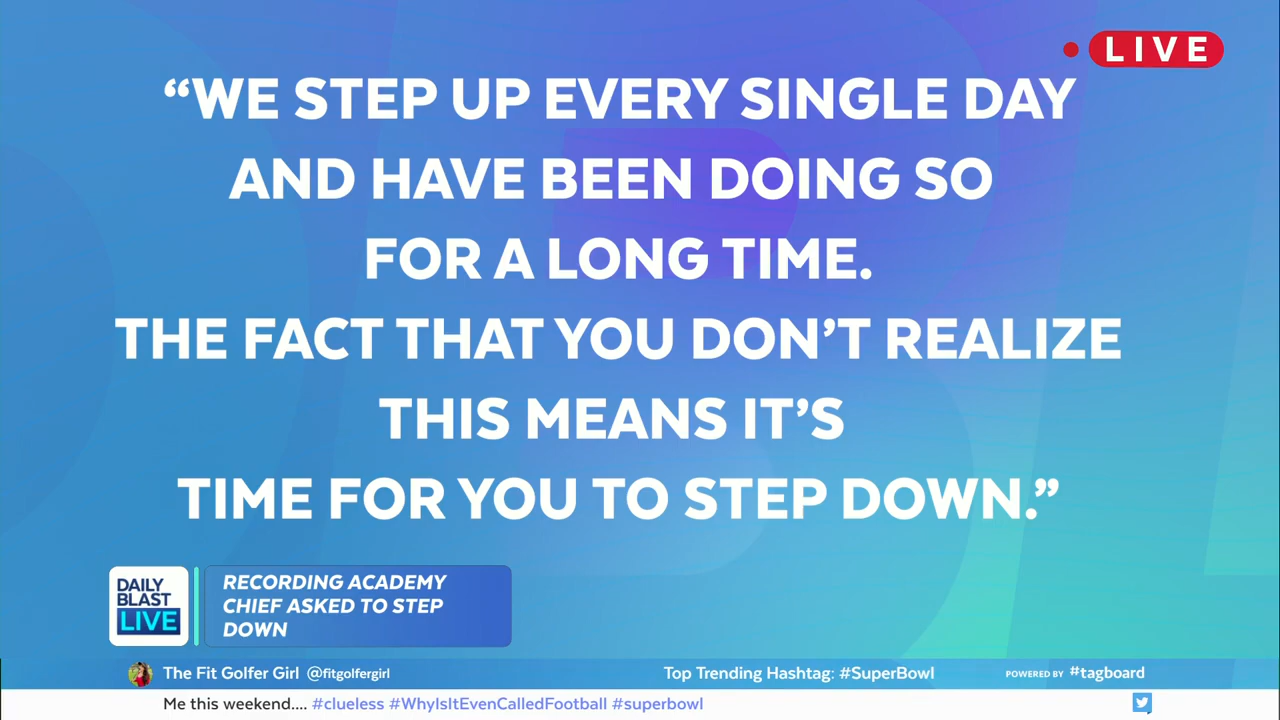 LIVE
“WE STEP UP EVERY SINGLE DAY
AND HAVE BEEN DOING SO
FOR A LONG TIME.
THE FACT THAT YOU DON’T REALIZE
THIS MEANS IT’S
TIME FOR YOU TO STEP DOWN.”
DAILY
BLAST
LIVE
RECORDING ACADEMY
CHIEF ASKED TO STEP
DOWN
The Fit Golfer Girl @fitgolfergirl
Top Trending Hashtag: #SuperBowl
POWERED BY #tagboard
Me this weekend.... #clueless #WhyIsItEvenCalledFootball #superbowl